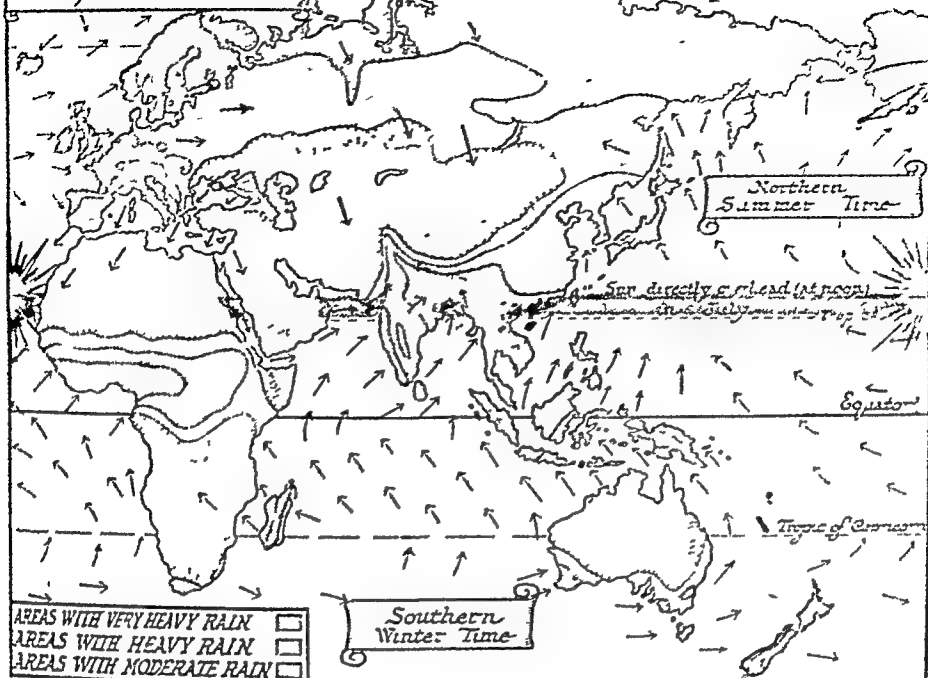 Northern
Summer Time
Sun directly overhead (at noon)
Equator
Tropic of
Southern
Winter Time
AREAS WITH VERY HEAVY RAIN
AREAS WITH HEAVY RAIN
AREAS WITH MODERATE RAIN